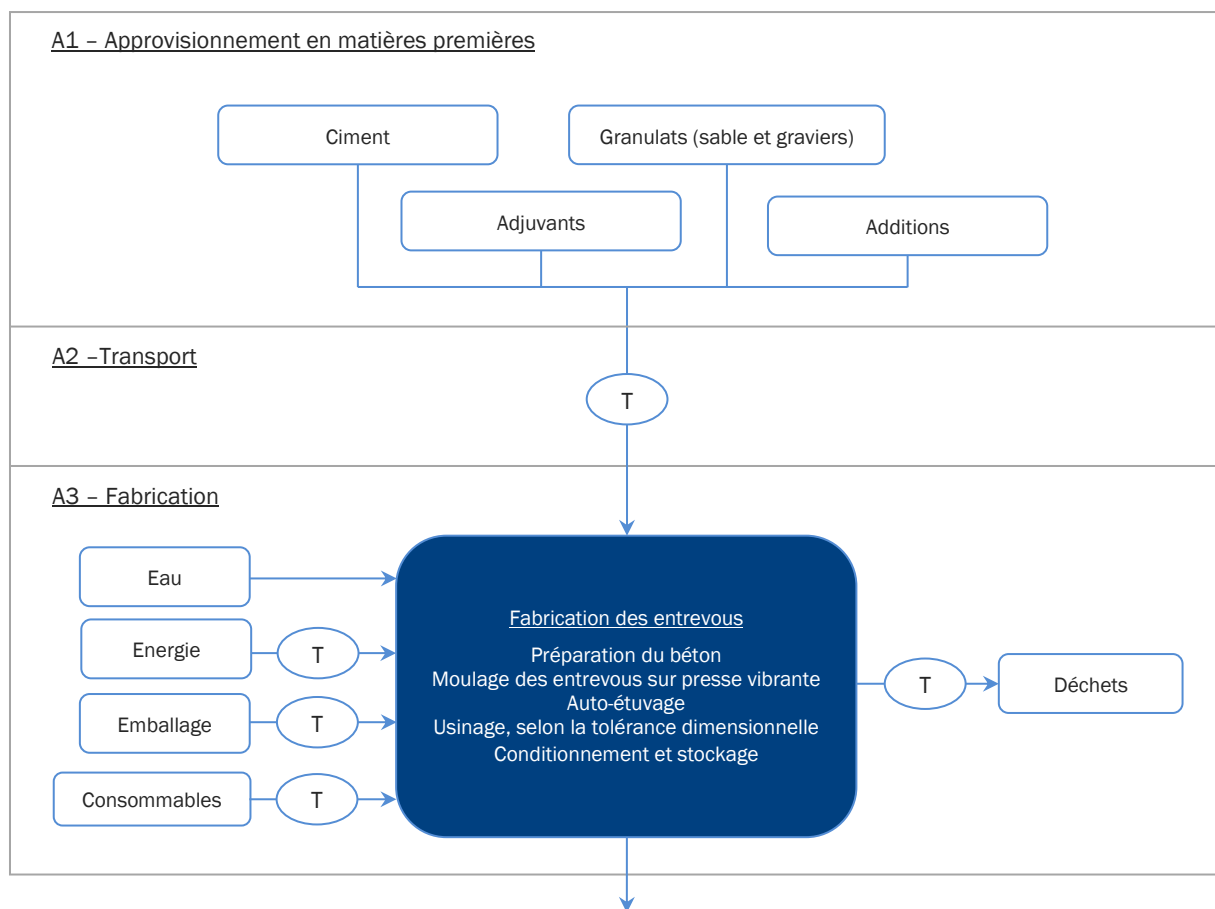 A1 – Approvisionnement en matières premières
Ciment
Granulats (sable et graviers)
Adjuvants
Additions
A2 –Transport
T
A3 – Fabrication
Eau
Energie
T
Emballage
T
Consommables
T
Fabrication des entrevous
Préparation du béton
Moulage des entrevous sur presse vibrante
Auto-étuvage
Usinage, selon la tolérance dimensionnelle
Conditionnement et stockage
T
Déchets